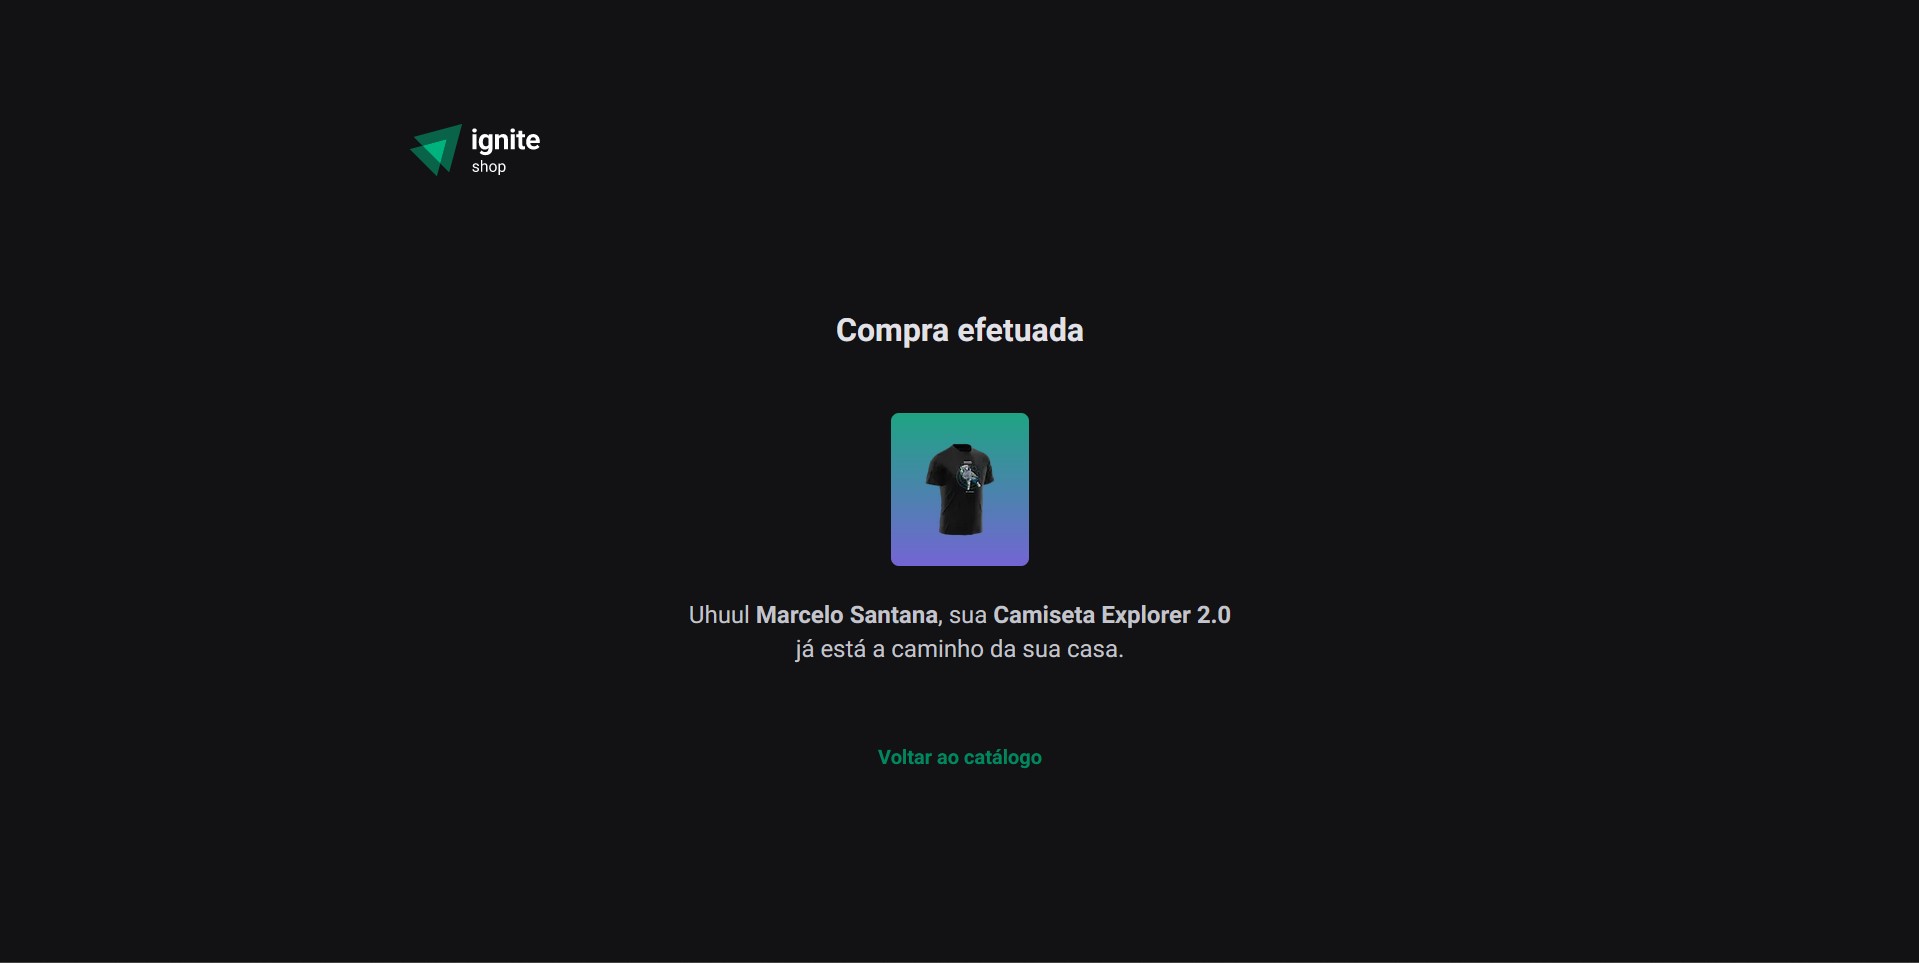 ignite
shop
Compra efetuada
Uhuul Marcelo Santana, sua Camiseta Explorer 2.0
já está a caminho da sua casa.
Voltar ao catálogo